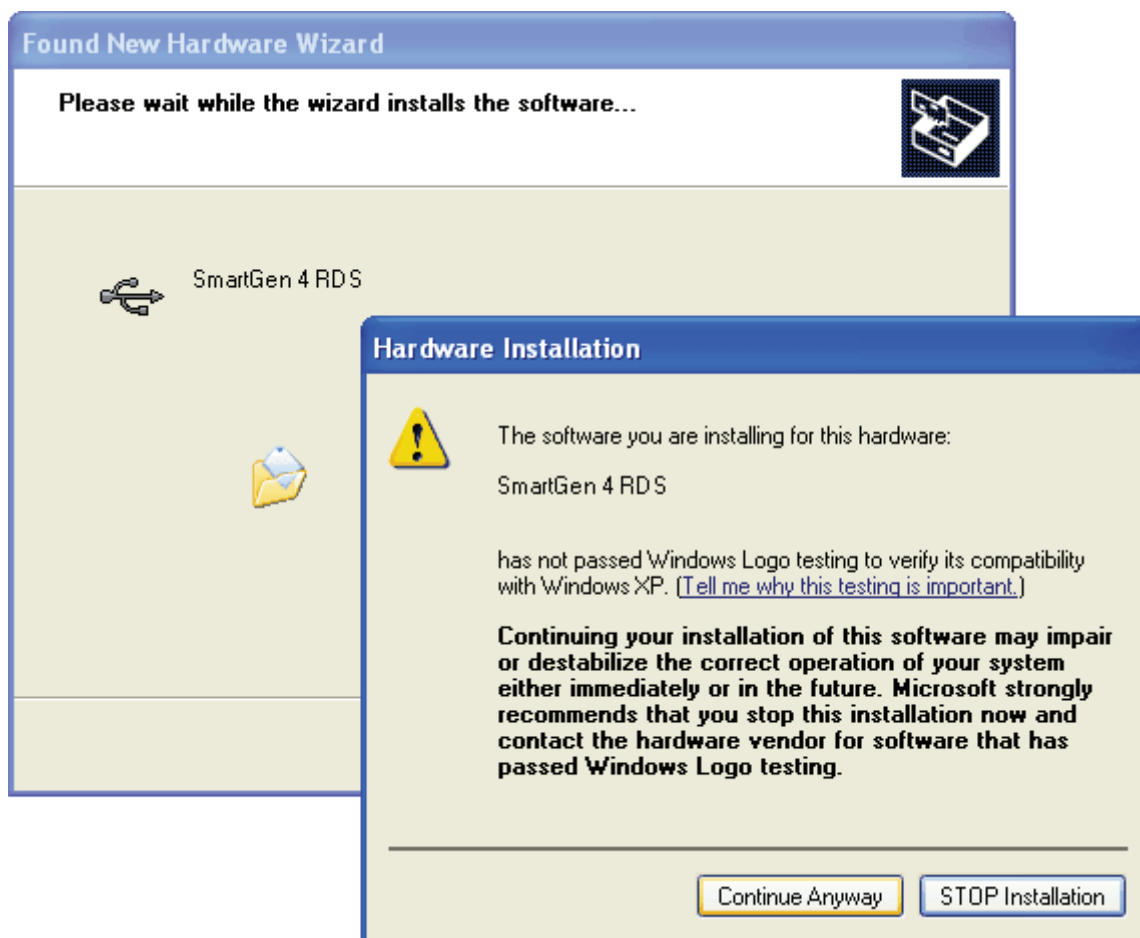 Found New Hardware Wizard
Please wait while the wizard installs the software...
SmartGen 4 RDS
Hardware Installation
The software you are installing for this hardware:
SmartGen 4 RDS
has not passed Windows Logo testing to verify its compatibility
with Windows XP. (Tell me why this testing is important.)
Continuing your installation of this software may impair
or destabilize the correct operation of your system
either immediately or in the future. Microsoft strongly
recommends that you stop this installation now and
contact the hardware vendor for software that has
passed Windows Logo testing.
Continue Anyway
STOP Installation